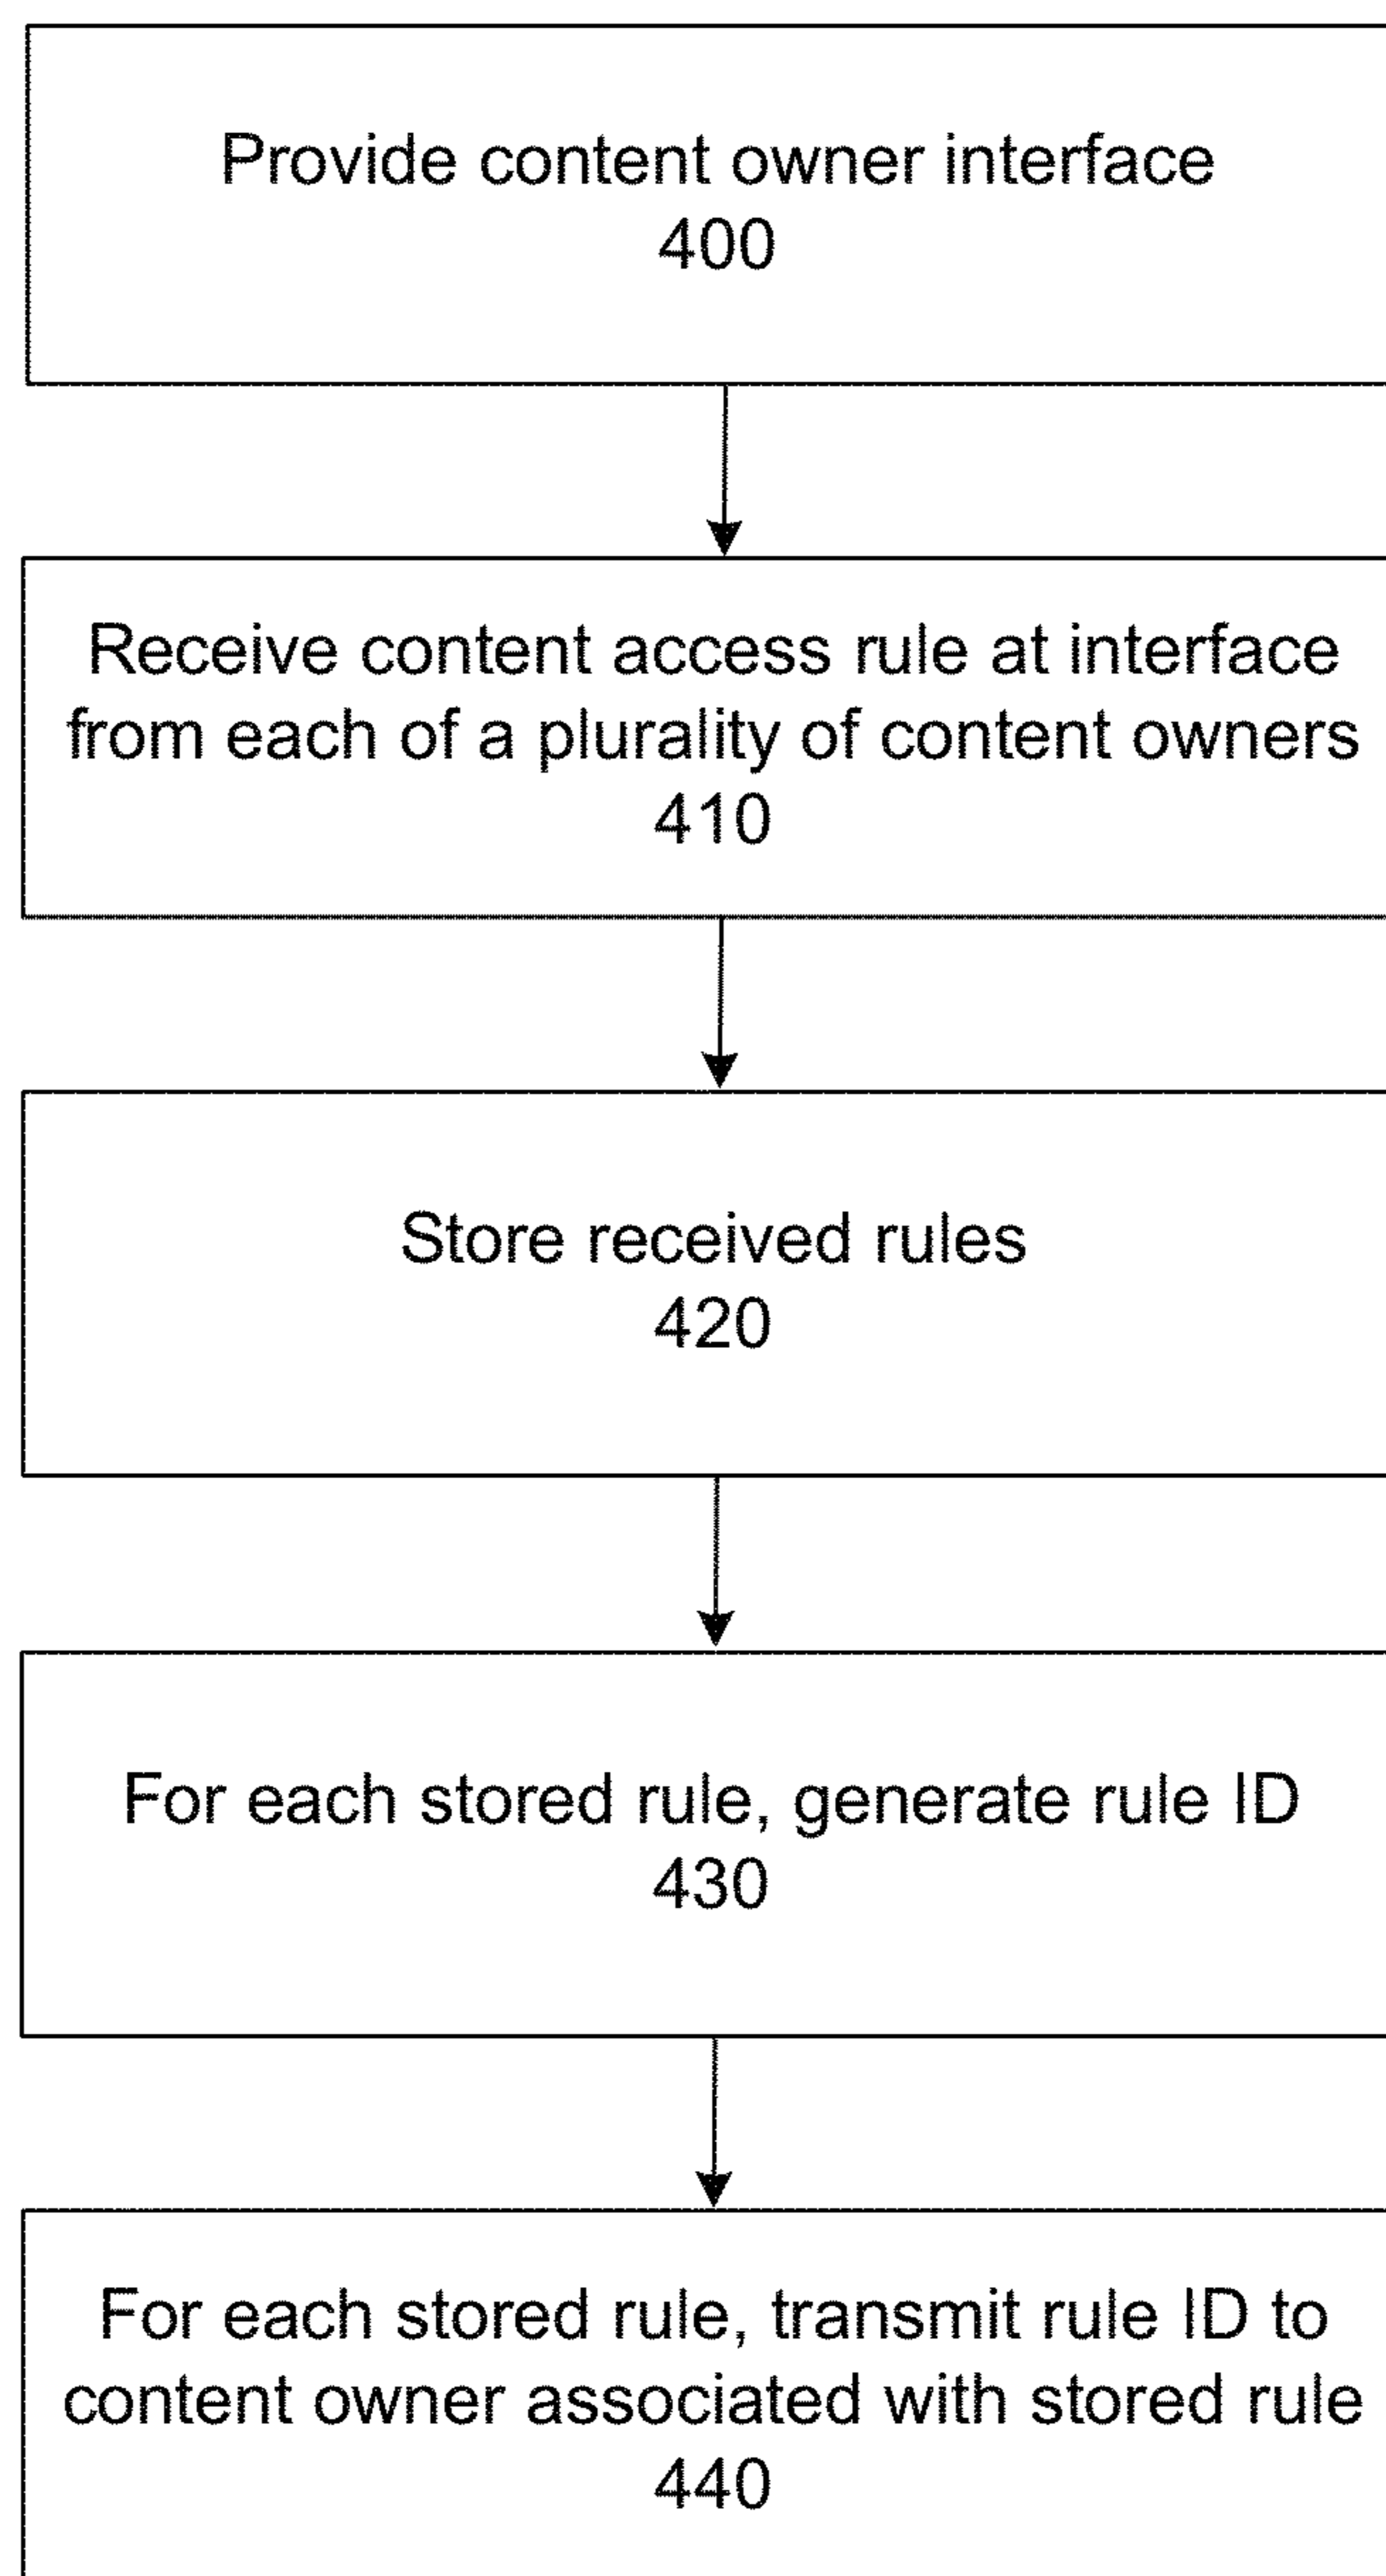 Provide content owner interface
400
Receive content access rule at interface
from each of a plurality of content owners
410
Store received rules
420
For each stored rule, generate rule ID
430
For each stored rule, transmit rule ID to
content owner associated with stored rule
440